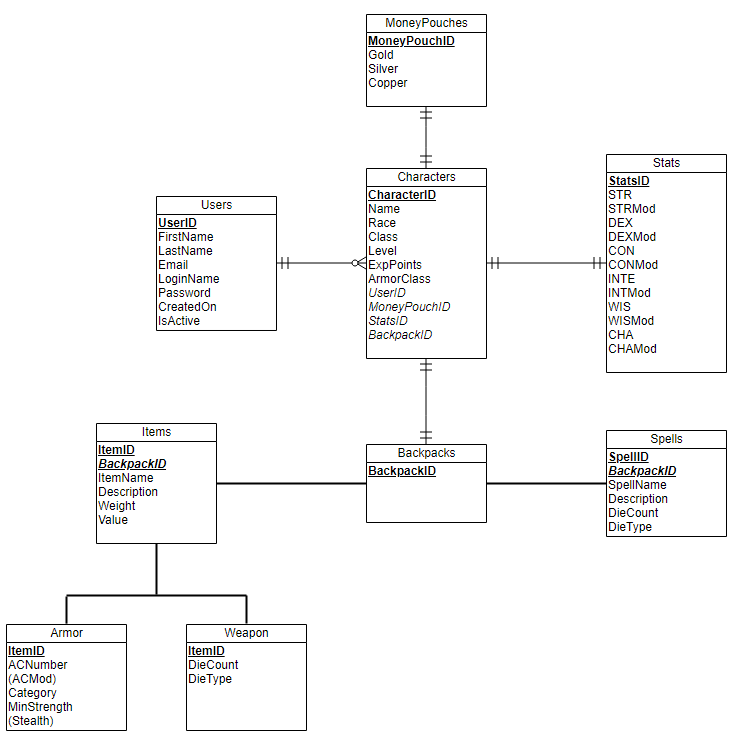 MoneyPouches
MoneyPouchID
Gold
Silver
Copper
Characters
CharacterID
Name
Race
Class
Level
ExpPoints
ArmorClass
UserID
MoneyPouchID
StatsID
BackpackID
Stats
StatsID
STR
STRMod
DEX
DEXMod
CON
CONMod
INTE
INTMod
WIS
WISMod
CHA
CHAMod
Users
UserID
FirstName
LastName
Email
LoginName
Password
CreatedOn
IsActive
Items
ItemID
BackpackID
ItemName
Description
Weight
Value
Backpacks
BackpackID
Spells
SpellID
BackpackID
SpellName
Description
DieCount
DieType
Armor
ItemID
ACNumber
(ACMod)
Category
MinStrength
(Stealth)
Weapon
ItemID
DieCount
DieType